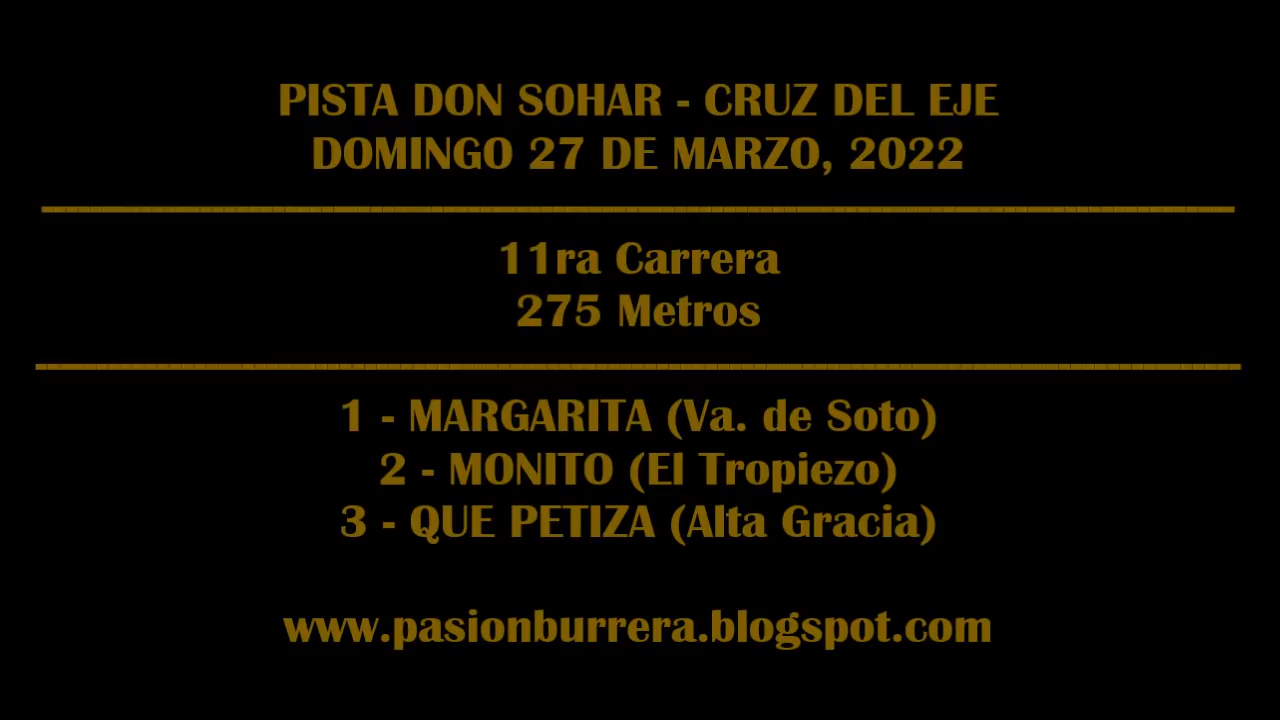 PISTA DON SOHAR - CRUZ DEL EJE
DOMINGO 27 DE MARZO, 2022
11ra Carrera
275 Metros
1 - MARGARITA (Va. de Soto)
2 - MONITO (El Tropiezo)
3 - QUE PETIZA (Alta Gracia)
www.pasionburrera.blogspot.com